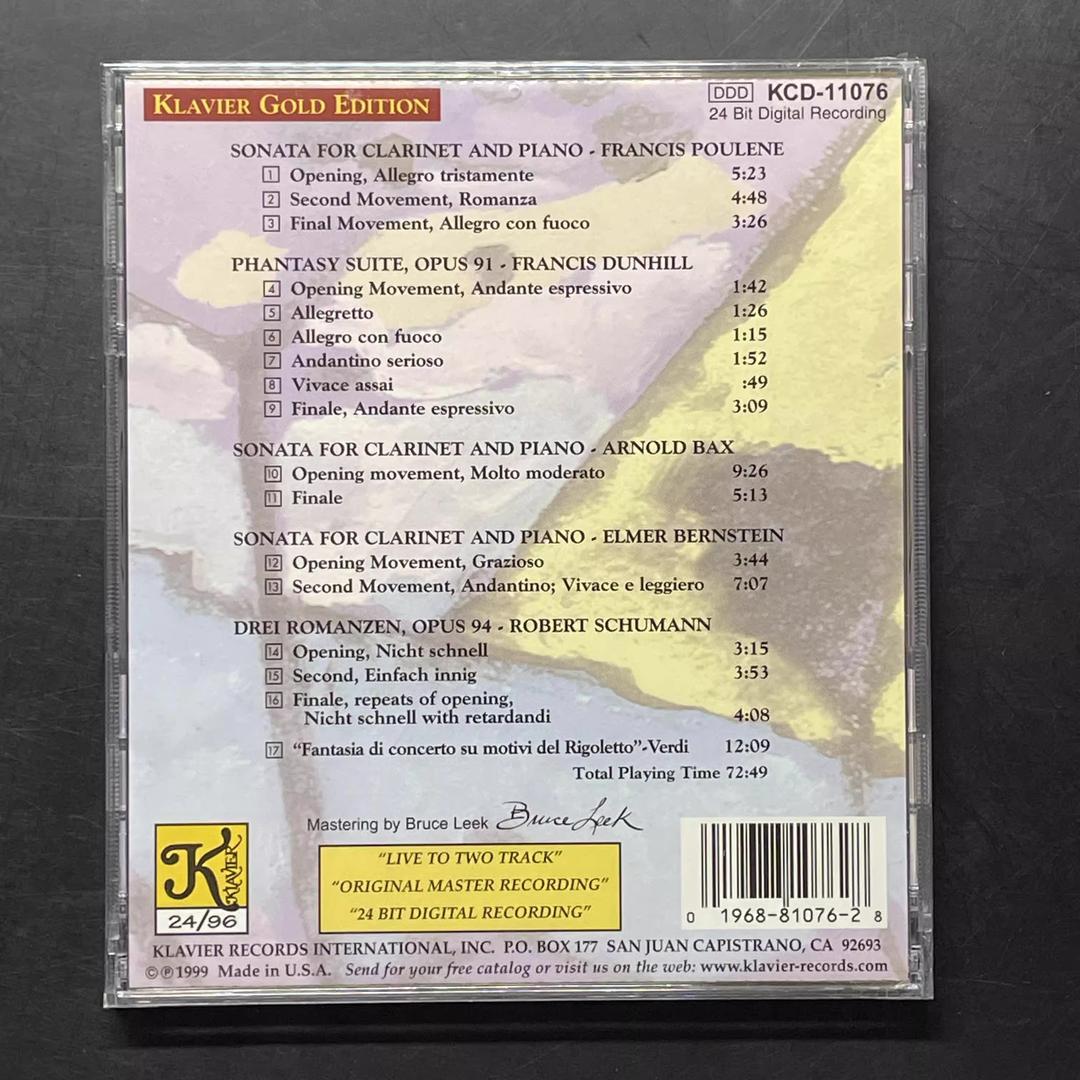 KLAVIER GOLD EDITION
DDD KCD-11076
24 Bit Digital Recording
SONATA FOR CLARINET AND PIANO - FRANCIS POULENE
1 Opening, Allegro tristamente 5:23
2 Second Movement, Romanza 4:48
3 Final Movement, Allegro con fuoco 3:26
PHANTASY SUITE, OPUS 91 - FRANCIS DUNHILL
4 Opening Movement, Andante espressivo 1:42
5 Allegretto 1:26
6 Allegro con fuoco 1:15
7 Andantino serioso 1:52
8 Vivace assai :49
9 Finale, Andante espressivo 3:09
SONATA FOR CLARINET AND PIANO - ARNOLD BAX
10 Opening movement, Molto moderato 9:26
11 Finale 5:13
SONATA FOR CLARINET AND PIANO - ELMER BERNSTEIN
12 Opening Movement, Grazioso 3:44
13 Second Movement, Andantino; Vivace e leggiero 7:07
DREI ROMANZEN, OPUS 94 - ROBERT SCHUMANN
14 Opening, Nicht schnell 3:15
15 Second, Einfach innig 3:53
16 Finale, repeats of opening,
Nicht schnell with retardandi 4:08
17 “Fantasia di concerto su motivi del Rigoletto”-Verdi 12:09
Total Playing Time 72:49
Mastering by Bruce Leek Bruce Leek
K KLAVIER
24/96
“LIVE TO TWO TRACK”
“ORIGINAL MASTER RECORDING”
“24 BIT DIGITAL RECORDING”
0 1968-81076-2 8
KLAVIER RECORDS INTERNATIONAL, INC. P.O. BOX 177 SAN JUAN CAPISTRANO, CA 92693
©℗1999 Made in U.S.A. Send for your free catalog or visit us on the web: www.klavier-records.com